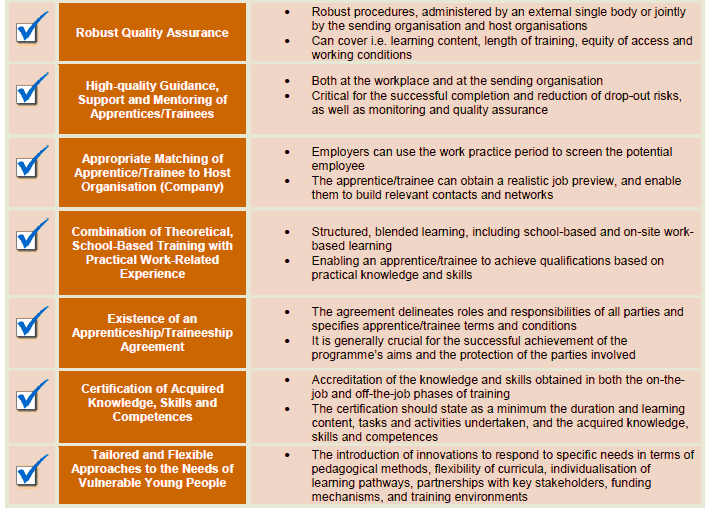 Robust Quality Assurance
• Robust procedures, administered by an external single body or jointly
by the sending organisation and host organisations
• Can cover i.e. learning content, length of training, equity of access and
working conditions
High-quality Guidance,
Support and Mentoring of
Apprentices/Trainees
• Both at the workplace and at the sending organisation
• Critical for the successful completion and reduction of drop-out risks,
as well as monitoring and quality assurance
Appropriate Matching of
Apprentice/Trainee to Host
Organisation (Company)
• Employers can use the work practice period to screen the potential
employee
• The apprentice/trainee can obtain a realistic job preview, and enable
them to build relevant contacts and networks
Combination of Theoretical,
School-Based Training with
Practical Work-Related
Experience
• Structured, blended learning, including school-based and on-site work-
based learning
• Enabling an apprentice/trainee to achieve qualifications based on
practical knowledge and skills
Existence of an
Apprenticeship/Traineeship
Agreement
• The agreement delineates roles and responsibilities of all parties and
specifies apprentice/trainee terms and conditions
• It is generally crucial for the successful achievement of the
programme's aims and the protection of the parties involved
Certification of Acquired
Knowledge, Skills and
Competences
• Accreditation of the knowledge and skills obtained in both the on-the-
job and off-the-job phases of training
• The certification should state as a minimum the duration and learning
content, tasks and activities undertaken, and the acquired knowledge,
skills and competences
Tailored and Flexible
Approaches to the Needs of
Vulnerable Young People
• The introduction of innovations to respond to specific needs in terms of
pedagogical methods, flexibility of curricula, individualisation of
learning pathways, partnerships with key stakeholders, funding
mechanisms, and training environments